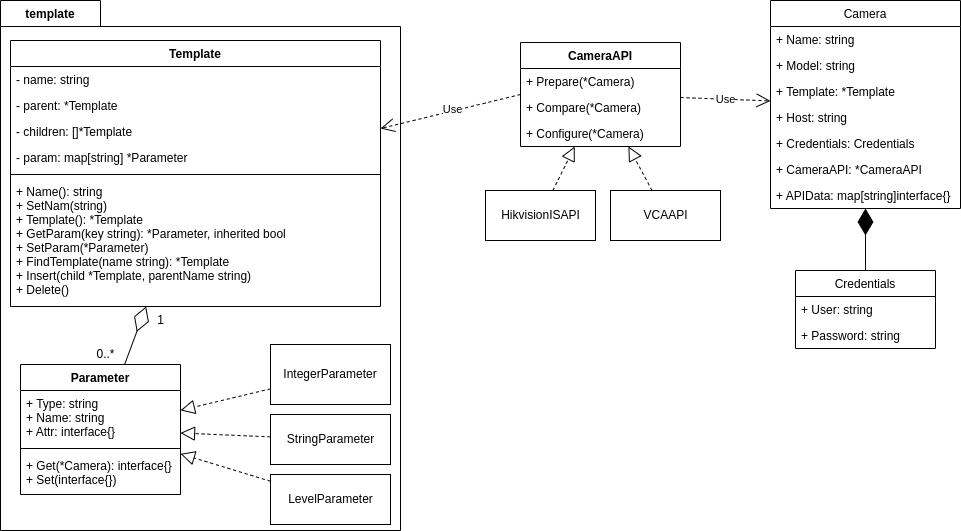 template
Template
- name: string
- parent: *Template
- children: []*Template
- param: map[string] *Parameter
+ Name(): string
+ SetNam(string)
+ Template(): *Template
+ GetParam(key string): *Parameter, inherited bool
+ SetParam(*Parameter)
+ FindTemplate(name string): *Template
+ Insert(child *Template, parentName string)
+ Delete()
1
0..*
Parameter
+ Type: string
+ Name: string
+ Attr: interface{}
+ Get(*Camera): interface{}
+ Set(interface{})
IntegerParameter
StringParameter
LevelParameter
Use
CameraAPI
+ Prepare(*Camera)
+ Compare(*Camera)
+ Configure(*Camera)
HikvisionISAPI
VCAAPI
Use
Camera
+ Name: string
+ Model: string
+ Template: *Template
+ Host: string
+ Credentials: Credentials
+ CameraAPI: *CameraAPI
+ APIData: map[string]interface{}
Credentials
+ User: string
+ Password: string